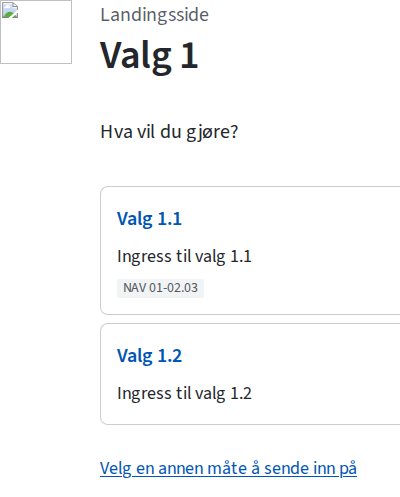 Landingsside
Valg 1
Hva vil du gjøre?
Valg 1.1
Ingress til valg 1.1
NAV 01-02.03
Valg 1.2
Ingress til valg 1.2
Velg en annen måte å sende inn på